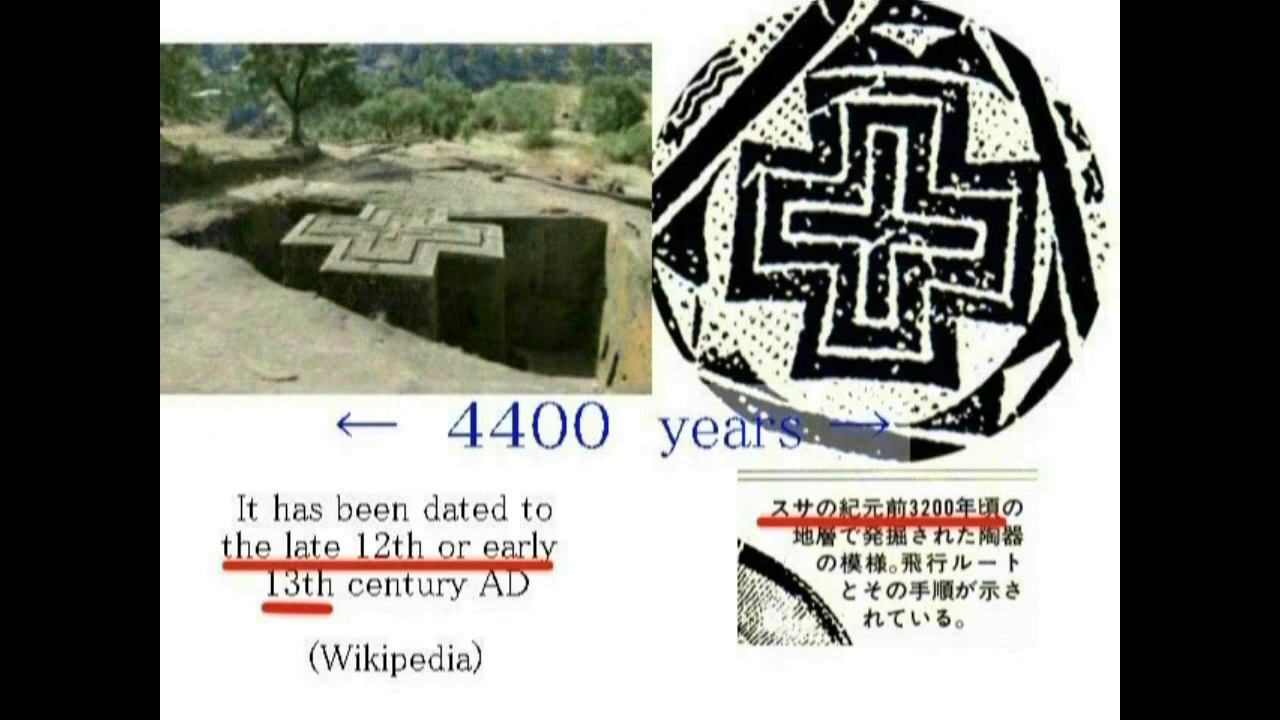 ← 4400 years →
It has been dated to
the late 12th or early
13th century AD
(Wikipedia)
スサの紀元前3200年頃の
地層で発掘された陶器
の模様。飛行ルート
とその手順が示さ
れている。